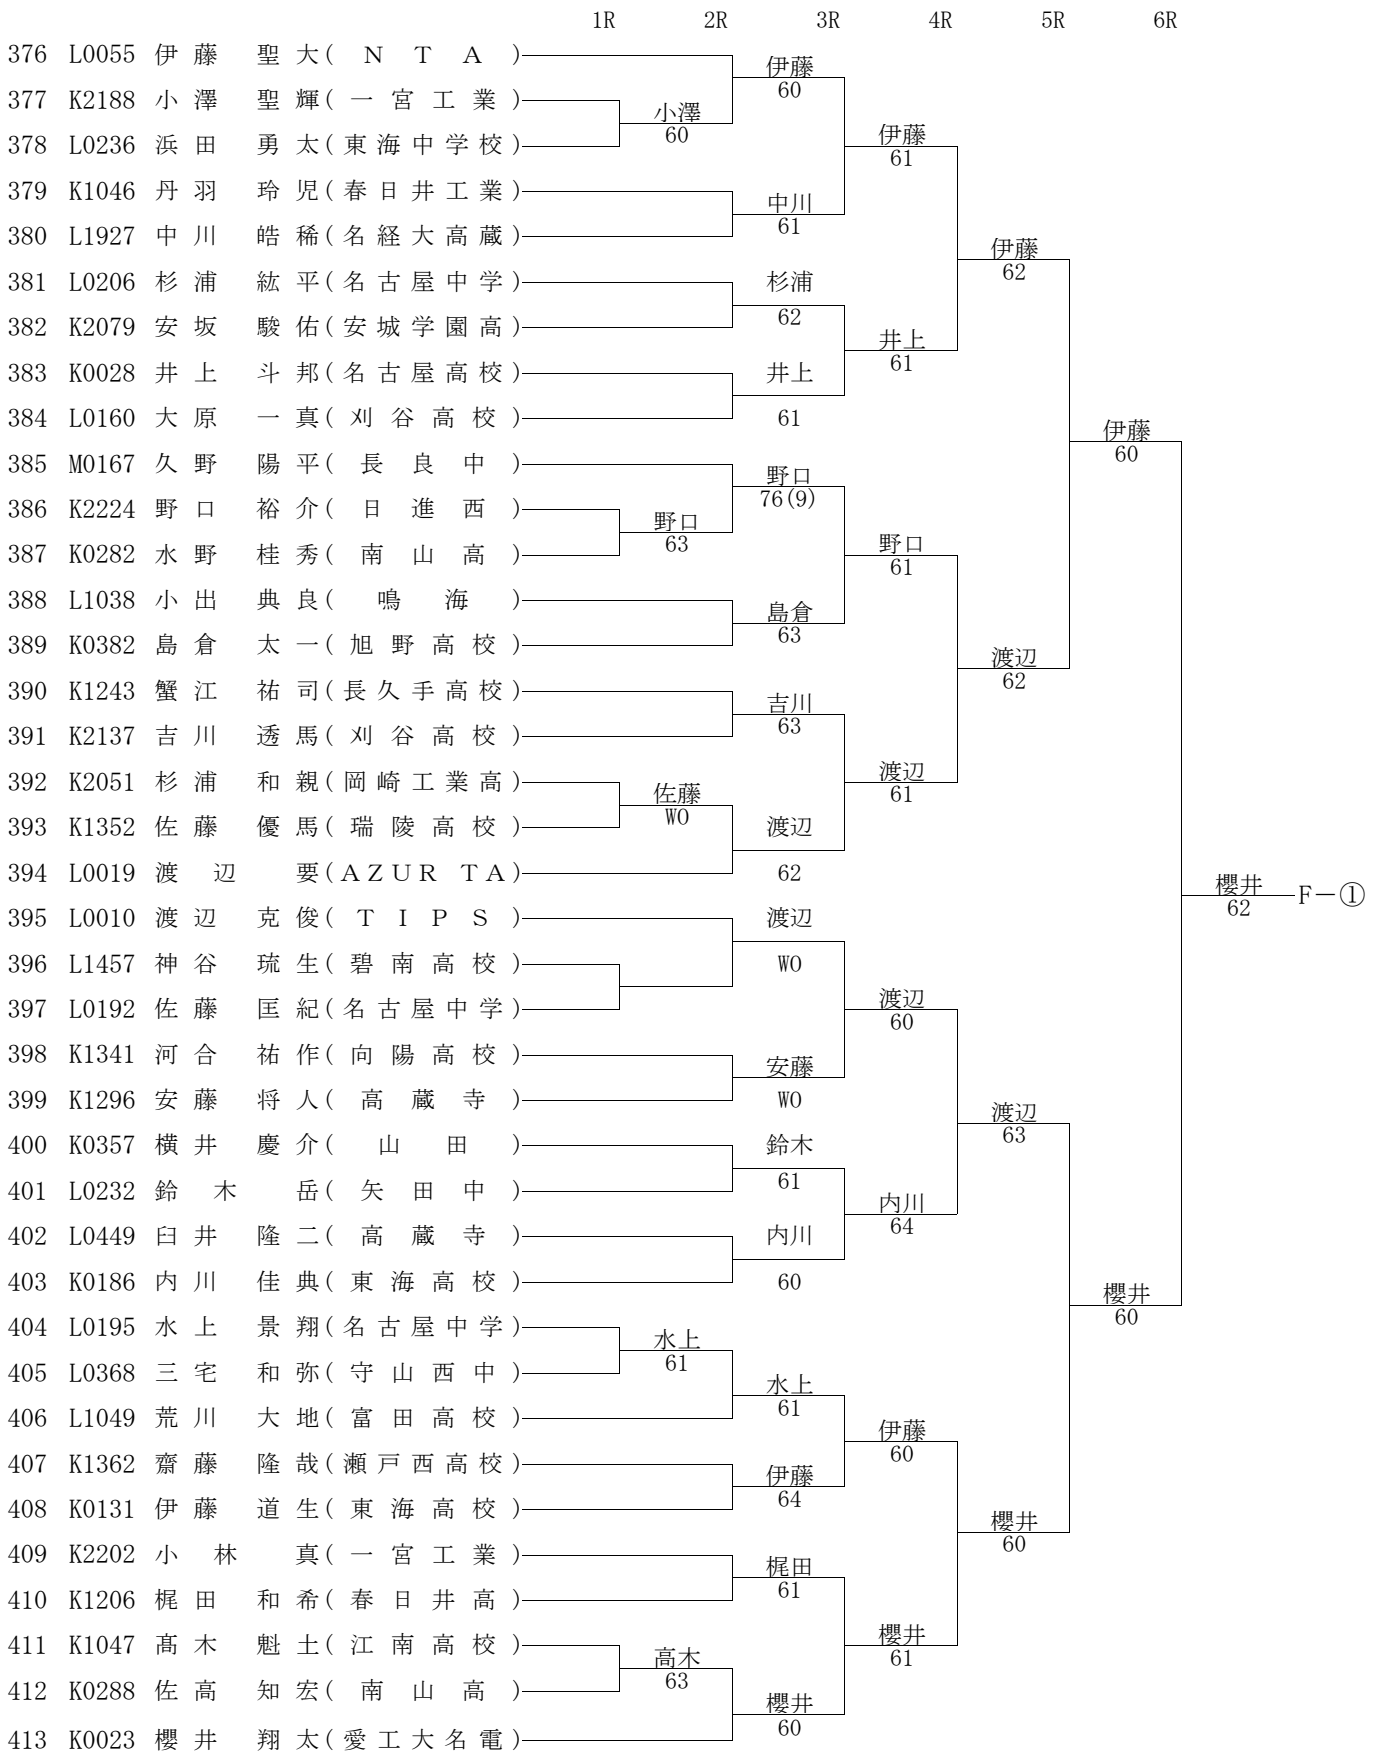 1R 2R 3R 4R 5R 6R
376 L0055 伊藤 聖大(NTA)
伊藤
60
377 K2188 小澤 聖輝(一宮工業)
小澤
60
378 L0236 浜田 勇太(東海中学校)
伊藤
61
379 K1046 丹羽 玲児(春日井工業)
中川
61
380 L1927 中川 皓稀(名経大高蔵)
伊藤
62
381 L0206 杉浦 紘平(名古屋中学)
杉浦
62
382 K2079 安坂 駿佑(安城学園高)
井上
61
383 K0028 井上 斗邦(名古屋高校)
井上
61
384 L0160 大原 一真(刈谷高校)
伊藤
60
385 M0167 久野 陽平(長良中)
野口
76(9)
386 K2224 野口 裕介(日進西)
野口
63
387 K0282 水野 桂秀(南山高)
野口
61
388 L1038 小出 典良(鳴海)
島倉
63
389 K0382 島倉 太一(旭野高校)
渡辺
62
390 K1243 蟹江 祐司(長久手高校)
吉川
63
391 K2137 吉川 透馬(刈谷高校)
渡辺
61
392 K2051 杉浦 和親(岡崎工業高)
佐藤
WO
393 K1352 佐藤 優馬(瑞陵高校)
渡辺
62
394 L0019 渡辺 要(AZUR TA)
櫻井
62
F－①
395 L0010 渡辺 克俊(TIPS)
渡辺
WO
396 L1457 神谷 琉生(碧南高校)
397 L0192 佐藤 匡紀(名古屋中学)
渡辺
60
398 K1341 河合 祐作(向陽高校)
安藤
WO
399 K1296 安藤 将人(高蔵寺)
渡辺
63
400 K0357 横井 慶介(山田)
鈴木
61
401 L0232 鈴木 岳(矢田中)
内川
64
402 L0449 臼井 隆二(高蔵寺)
内川
60
403 K0186 内川 佳典(東海高校)
櫻井
60
404 L0195 水上 景翔(名古屋中学)
水上
61
405 L0368 三宅 和弥(守山西中)
水上
61
406 L1049 荒川 大地(富田高校)
伊藤
60
407 K1362 齋藤 隆哉(瀬戸西高校)
伊藤
64
408 K0131 伊藤 道生(東海高校)
櫻井
60
409 K2202 小林 真(一宮工業)
梶田
61
410 K1206 梶田 和希(春日井高)
櫻井
61
411 K1047 髙木 魁土(江南高校)
高木
63
412 K0288 佐高 知宏(南山高)
櫻井
60
413 K0023 櫻井 翔太(愛工大名電)